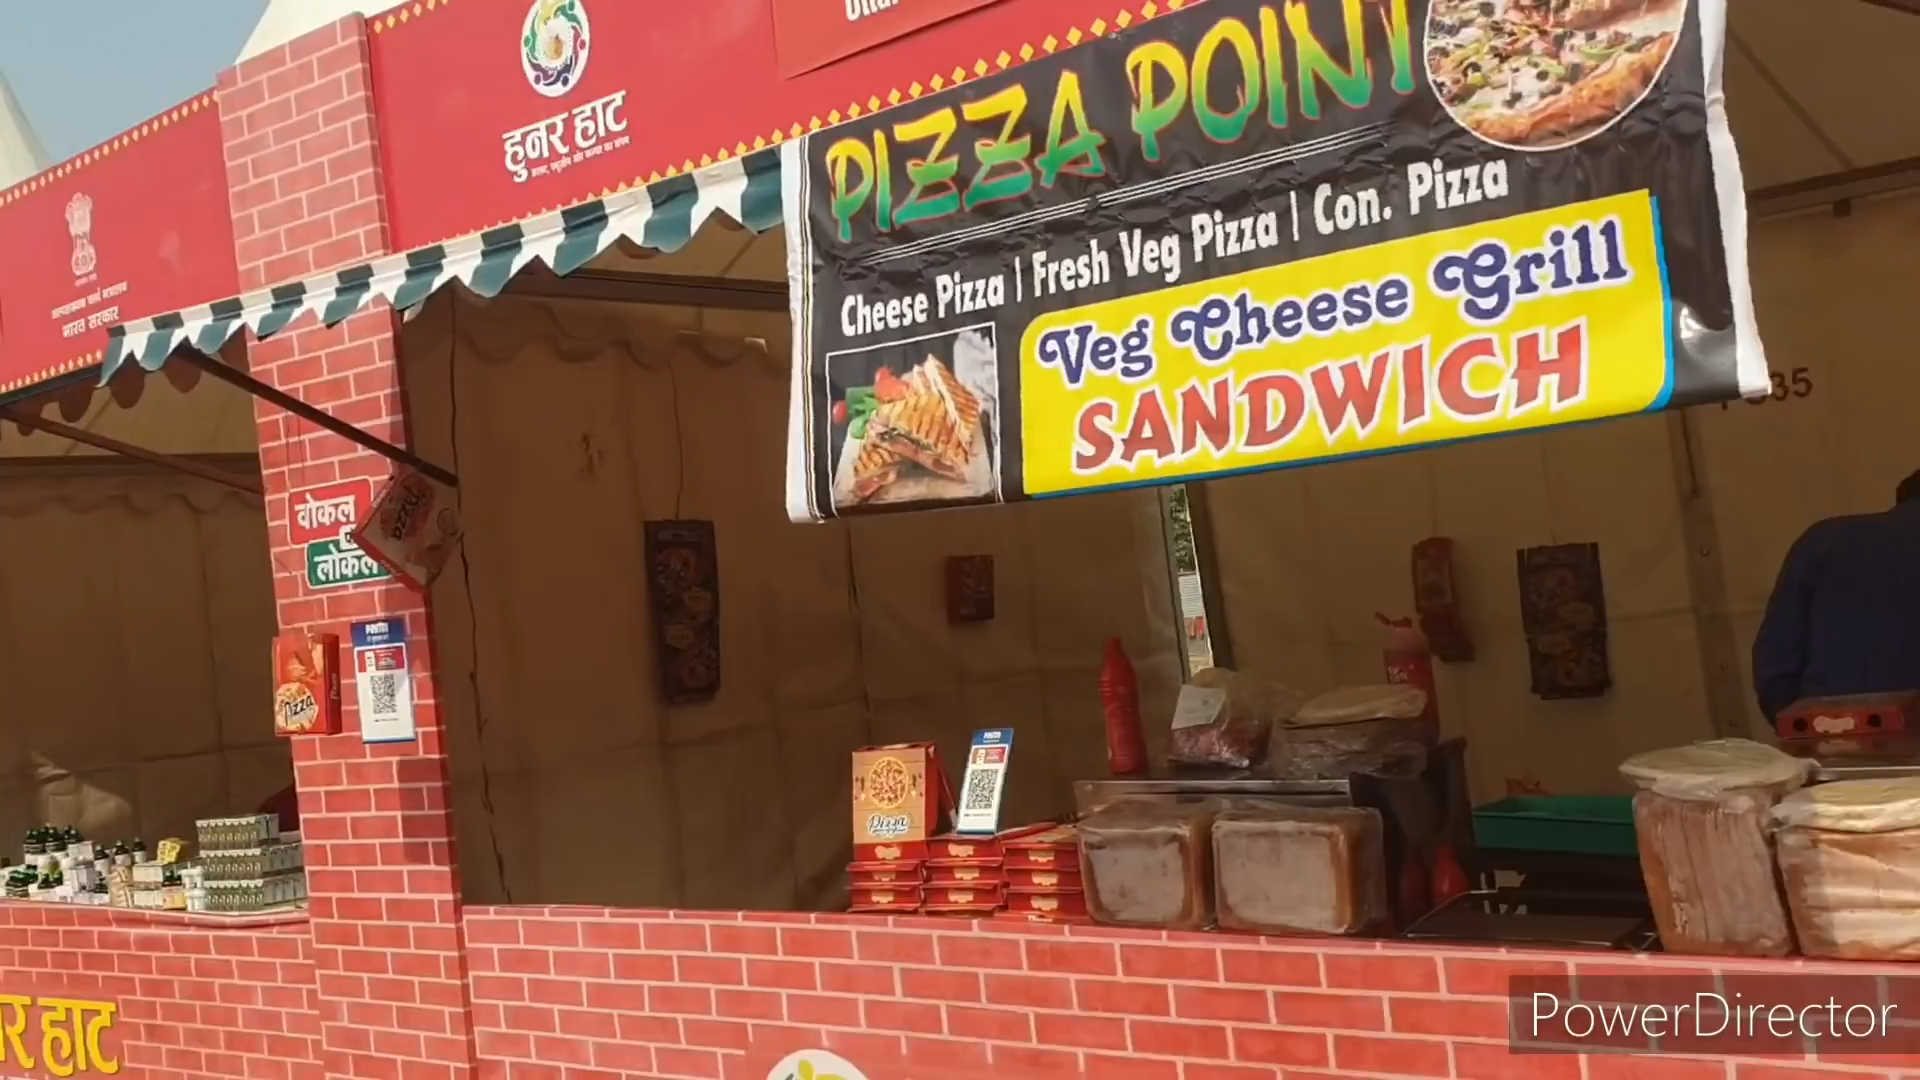 हुनर हाट
भारत सरकार
PIZZA POINT
Cheese Pizza | Fresh Veg Pizza | Con. Pizza
Veg Cheese Grill
SANDWICH
वोकल
लोकल
Pizza
Pizza
हाट
PowerDirector